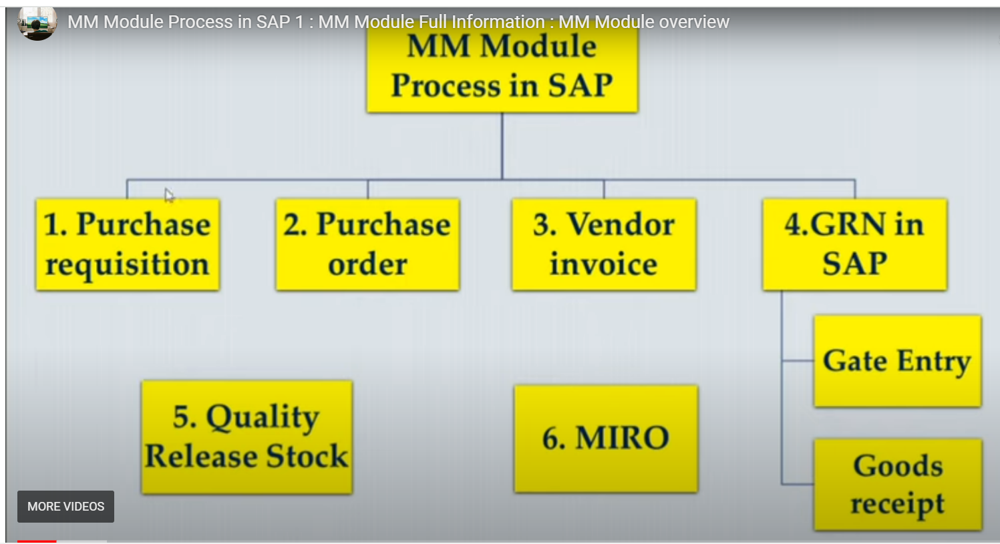 MM Module Process in SAP 1 : MM Module Full Information : MM Module overview
MM Module
Process in SAP
1. Purchase
requisition
2. Purchase
order
3. Vendor
invoice
4.GRN in
SAP
Gate Entry
Goods
receipt
5. Quality
Release Stock
6. MIRO
MORE VIDEOS